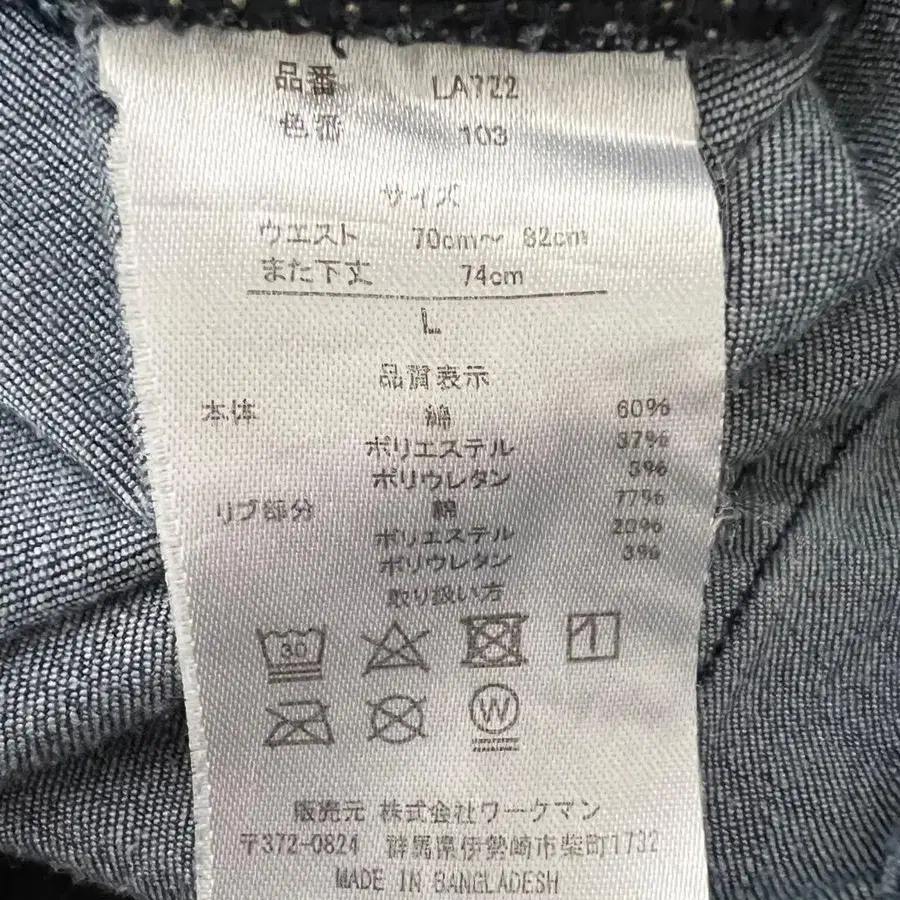 品番 LA722
色番 103
サイズ
ウエスト 70cm～ 82cm
また下丈 74cm
L
品質表示
本体 綿 60%
ポリエステル 37%
ポリウレタン 3%
リブ部分 綿 77%
ポリエステル 20%
ポリウレタン 3%
取り扱い方
30
1
W
販売元 株式会社ワークマン
〒372-0824 群馬県伊勢崎市柴町1732
MADE IN BANGLADESH